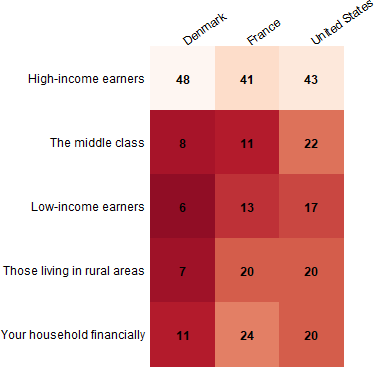 Denmark France United States
High-income earners 48 41 43
The middle class 8 11 22
Low-income earners 6 13 17
Those living in rural areas 7 20 20
Your household financially 11 24 20